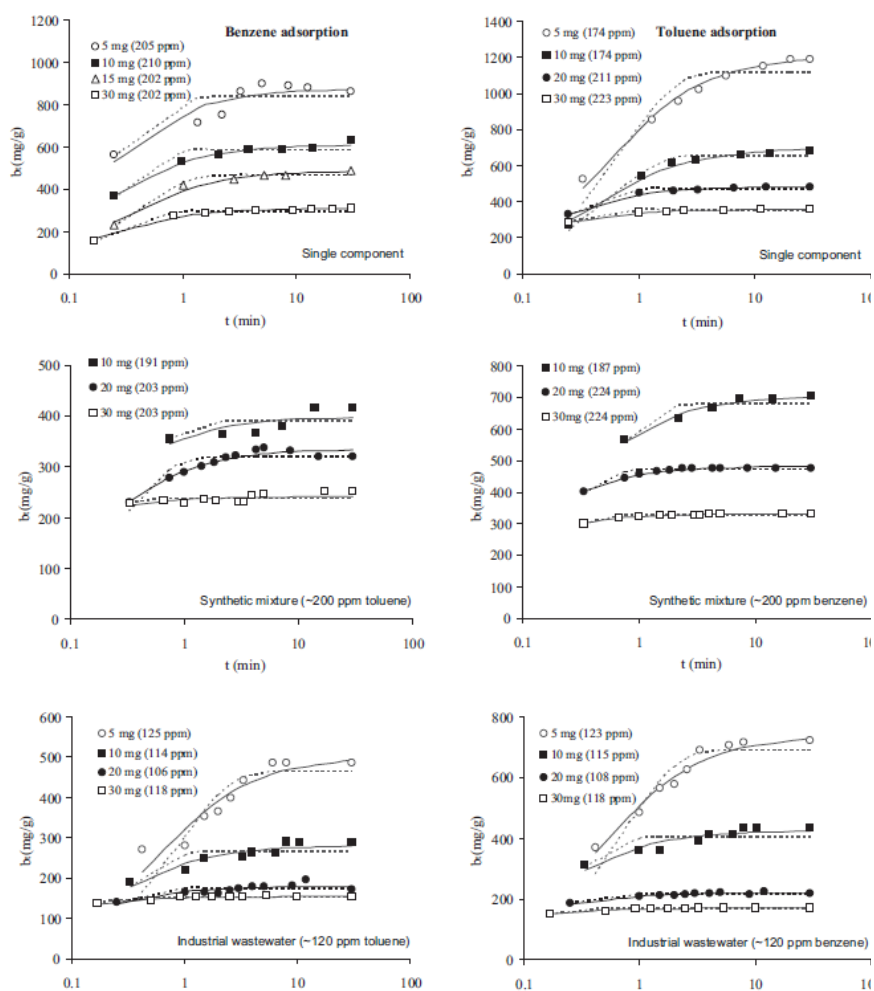 Benzene adsorption
5 mg (205 ppm)
10 mg (210 ppm)
15 mg (202 ppm)
30 mg (202 ppm)
1200
1000
800
600
400
200
0
bₜ(mg/g)
Single component
0.1 1 10 100
t (min)
Toluene adsorption
5 mg (174 ppm)
10 mg (174 ppm)
20 mg (211 ppm)
30 mg (223 ppm)
1400
1200
1000
800
600
400
200
0
bₜ(mg/g)
Single component
0.1 1 10
t (min)
10 mg (191 ppm)
20 mg (203 ppm)
30 mg (203 ppm)
500
400
300
200
100
0
bₜ(mg/g)
Synthetic mixture (~200 ppm toluene)
0.1 1 10 100
t (min)
10 mg (187 ppm)
20 mg (224 ppm)
30mg (224 ppm)
800
700
600
500
400
300
200
100
0
bₜ(mg/g)
Synthetic mixture (~200 ppm benzene)
0.1 1 10
t (min)
5 mg (125 ppm)
10 mg (114 ppm)
20 mg (106 ppm)
30 mg (118 ppm)
600
500
400
300
200
100
0
bₜ(mg/g)
Industrial wastewater (~120 ppm toluene)
0.1 1 10 100
t (min)
5 mg (123 ppm)
10 mg (115 ppm)
20 mg (108 ppm)
30mg (118 ppm)
800
600
400
200
0
bₜ(mg/g)
Industrial wastewater (~120 ppm benzene)
0.1 1 10
t (min)